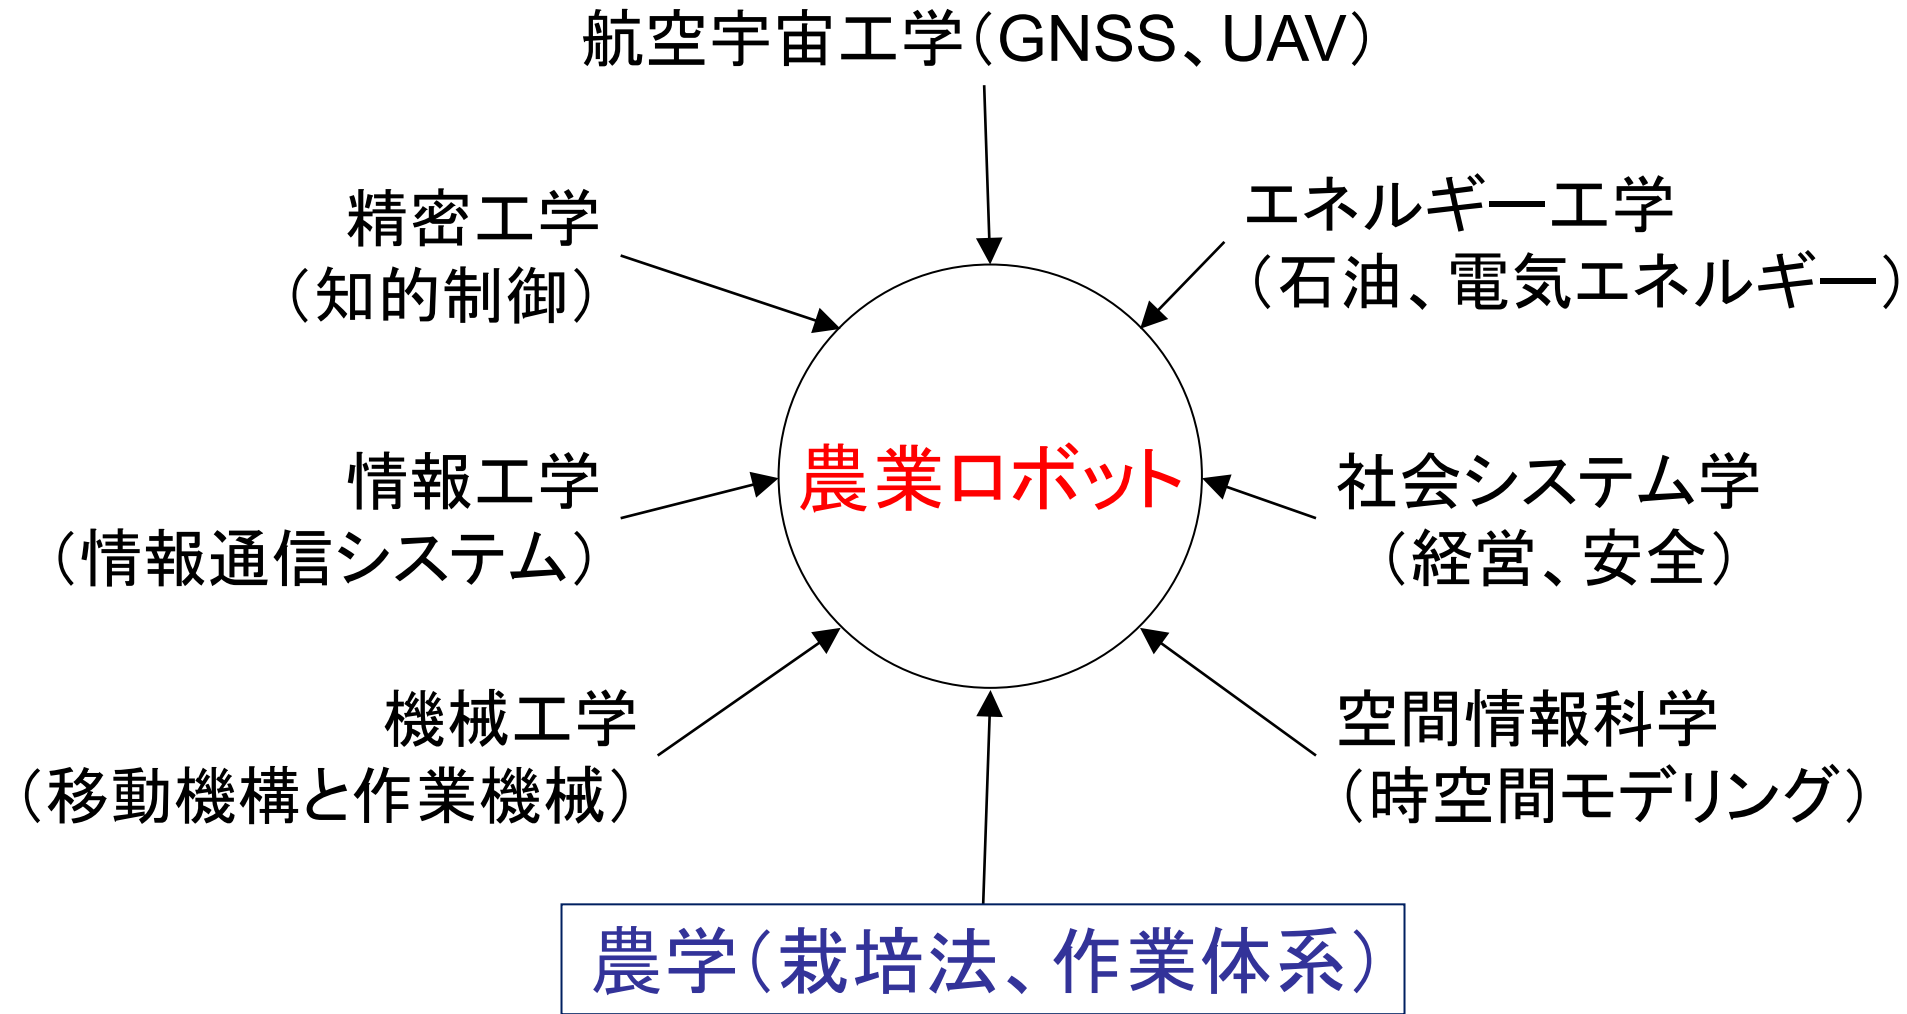 航空宇宙工学（GNSS、UAV）
精密工学
（知的制御）
エネルギー工学
（石油、電気エネルギー）
農業ロボット
情報工学
（情報通信システム）
社会システム学
（経営、安全）
機械工学
（移動機構と作業機械）
空間情報科学
（時空間モデリング）
農学（栽培法、作業体系）